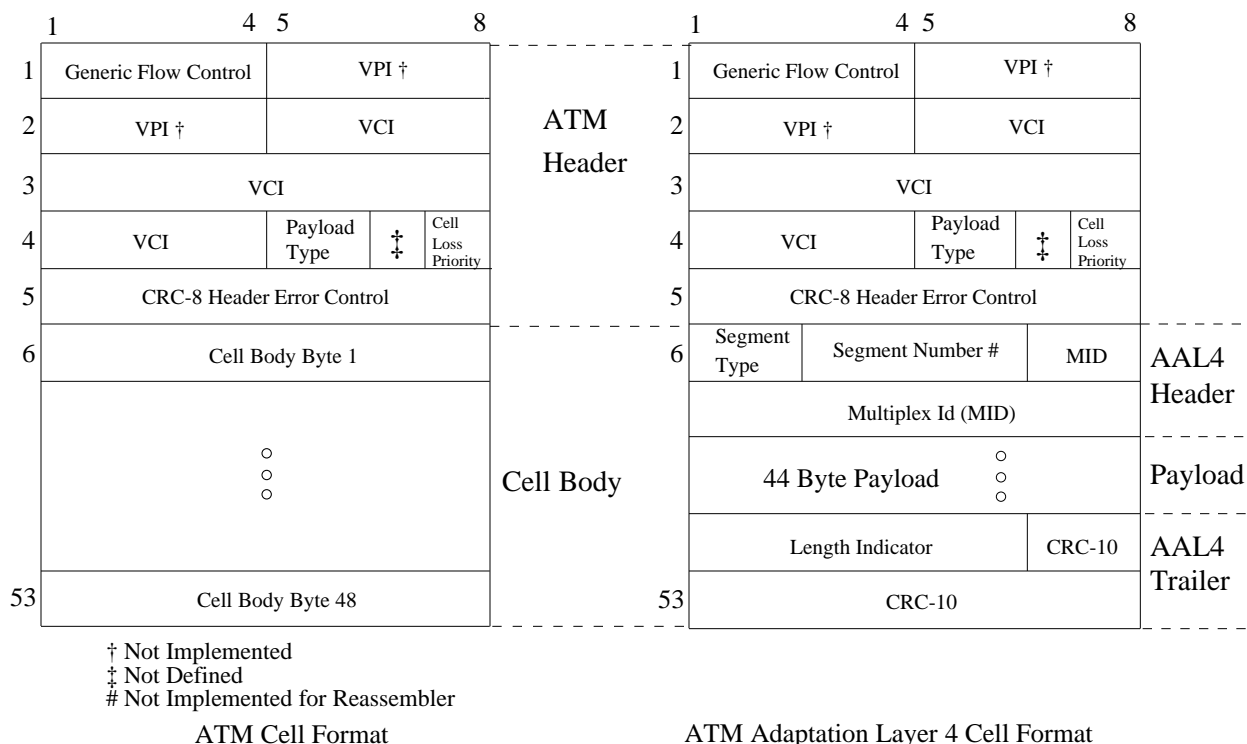 1 4 5 8
1 Generic Flow Control VPI †
2 VPI † VCI
3 VCI
4 VCI Payload Type ‡ Cell Loss Priority
5 CRC-8 Header Error Control
6 Cell Body Byte 1
53 Cell Body Byte 48
ATM
Header
Cell Body
1 4 5 8
1 Generic Flow Control VPI †
2 VPI † VCI
3 VCI
4 VCI Payload Type ‡ Cell Loss Priority
5 CRC-8 Header Error Control
6 Segment Type Segment Number # MID
Multiplex Id (MID)
44 Byte Payload
Length Indicator CRC-10
53 CRC-10
AAL4
Header
Payload
AAL4
Trailer
† Not Implemented
‡ Not Defined
# Not Implemented for Reassembler
ATM Cell Format
ATM Adaptation Layer 4 Cell Format